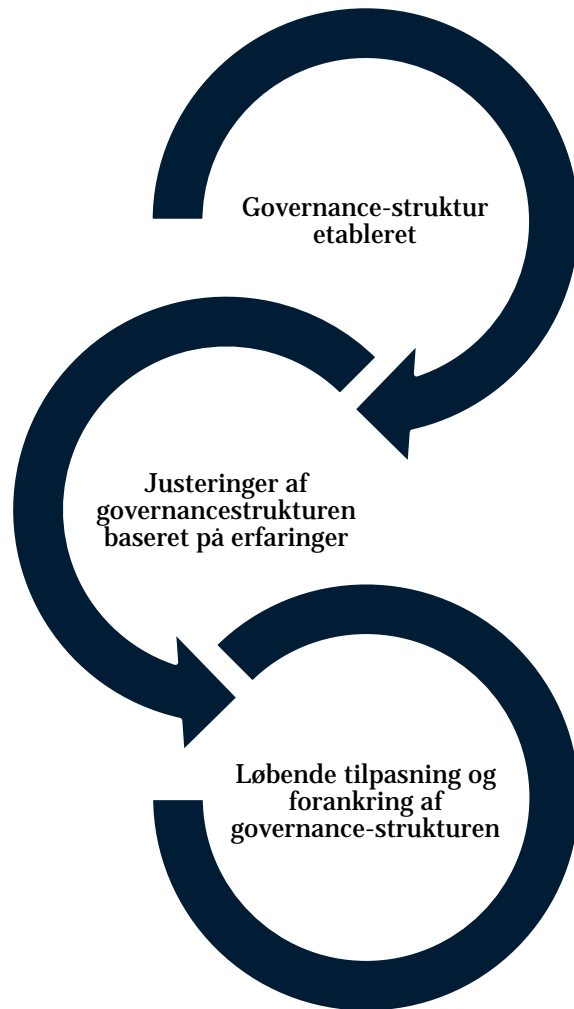 Governance-struktur
etableret
Justeringer af
governancestrukturen
baseret på erfaringer
Løbende tilpasning og
forankring af
governance-strukturen